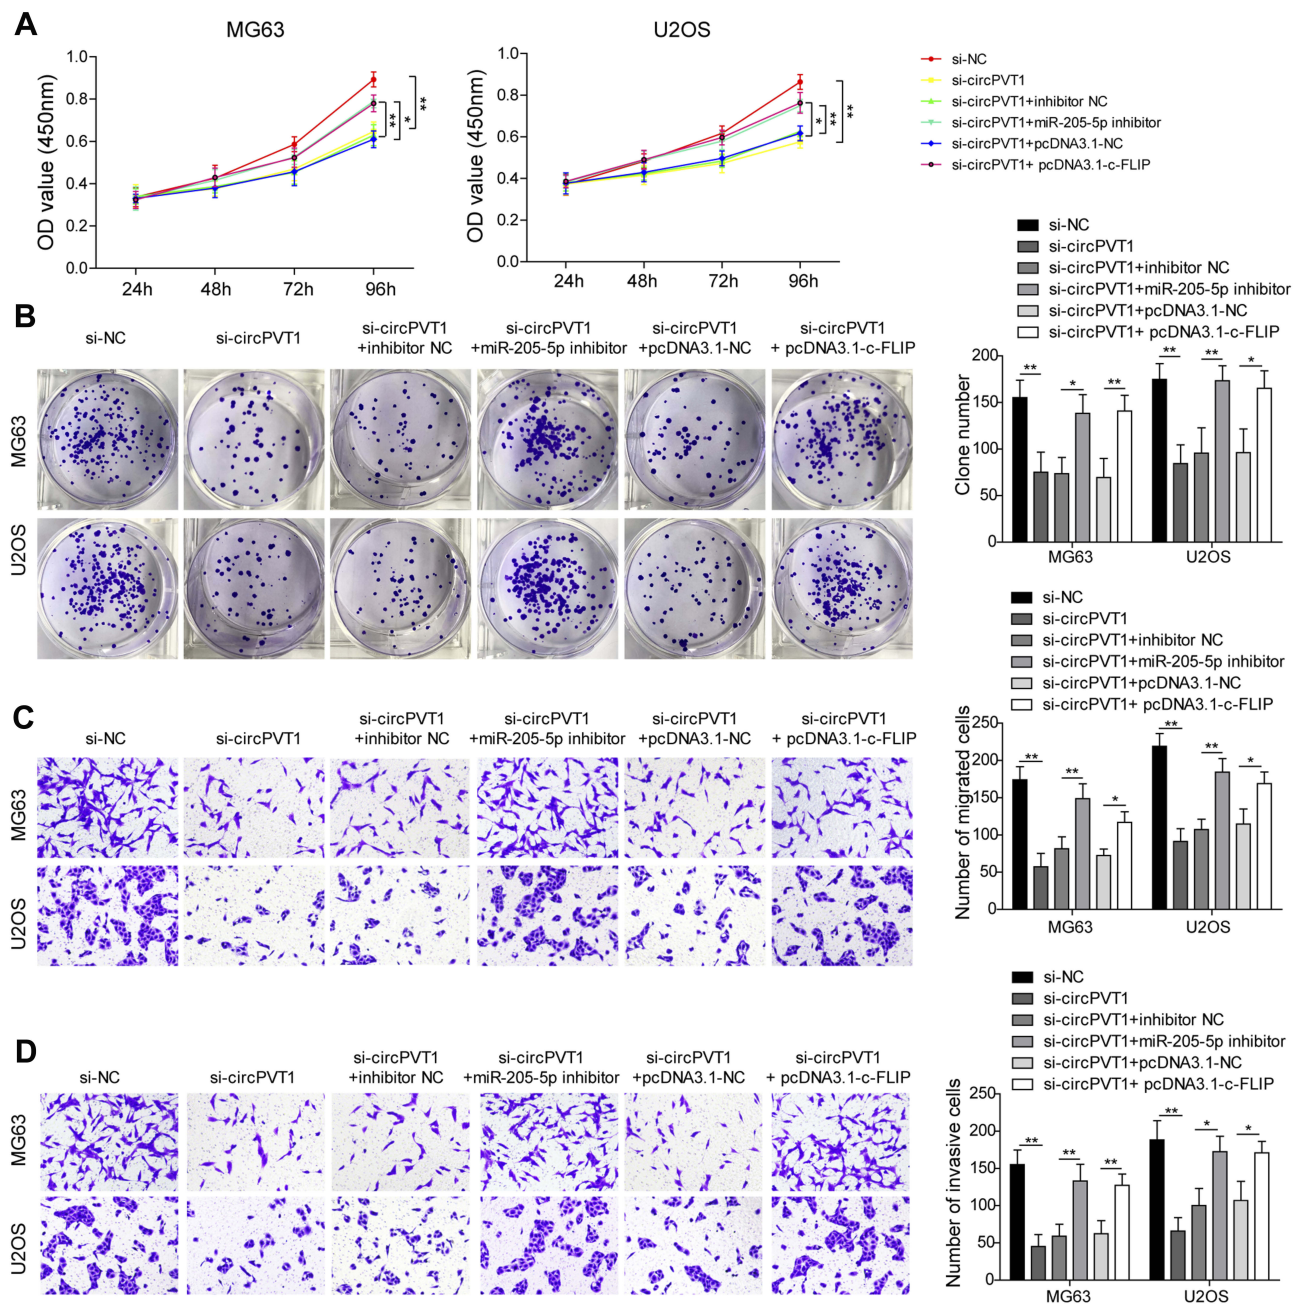 A
MG63
OD value (450nm)
1.0
0.8
0.6
0.4
0.2
0.0
24h
48h
72h
96h
**
*
**
U2OS
OD value (450nm)
1.0
0.8
0.6
0.4
0.2
0.0
24h
48h
72h
96h
*
**
**
si-NC
si-circPVT1
si-circPVT1+inhibitor NC
si-circPVT1+miR-205-5p inhibitor
si-circPVT1+pcDNA3.1-NC
si-circPVT1+ pcDNA3.1-c-FLIP
B
si-NC
si-circPVT1
si-circPVT1
+inhibitor NC
si-circPVT1
+miR-205-5p inhibitor
si-circPVT1
+pcDNA3.1-NC
si-circPVT1
+ pcDNA3.1-c-FLIP
MG63
U2OS
si-NC
si-circPVT1
si-circPVT1+inhibitor NC
si-circPVT1+miR-205-5p inhibitor
si-circPVT1+pcDNA3.1-NC
si-circPVT1+ pcDNA3.1-c-FLIP
Clone number
200
150
100
50
0
** * ** ** ** *
MG63
U2OS
C
si-NC
si-circPVT1
si-circPVT1
+inhibitor NC
si-circPVT1
+miR-205-5p inhibitor
si-circPVT1
+pcDNA3.1-NC
si-circPVT1
+ pcDNA3.1-c-FLIP
MG63
U2OS
si-NC
si-circPVT1
si-circPVT1+inhibitor NC
si-circPVT1+miR-205-5p inhibitor
si-circPVT1+pcDNA3.1-NC
si-circPVT1+ pcDNA3.1-c-FLIP
Number of migrated cells
250
200
150
100
50
0
** ** * ** ** *
MG63
U2OS
D
si-NC
si-circPVT1
si-circPVT1
+inhibitor NC
si-circPVT1
+miR-205-5p inhibitor
si-circPVT1
+pcDNA3.1-NC
si-circPVT1
+ pcDNA3.1-c-FLIP
MG63
U2OS
si-NC
si-circPVT1
si-circPVT1+inhibitor NC
si-circPVT1+miR-205-5p inhibitor
si-circPVT1+pcDNA3.1-NC
si-circPVT1+ pcDNA3.1-c-FLIP
Number of invasive cells
250
200
150
100
50
0
** ** ** ** * *
MG63
U2OS